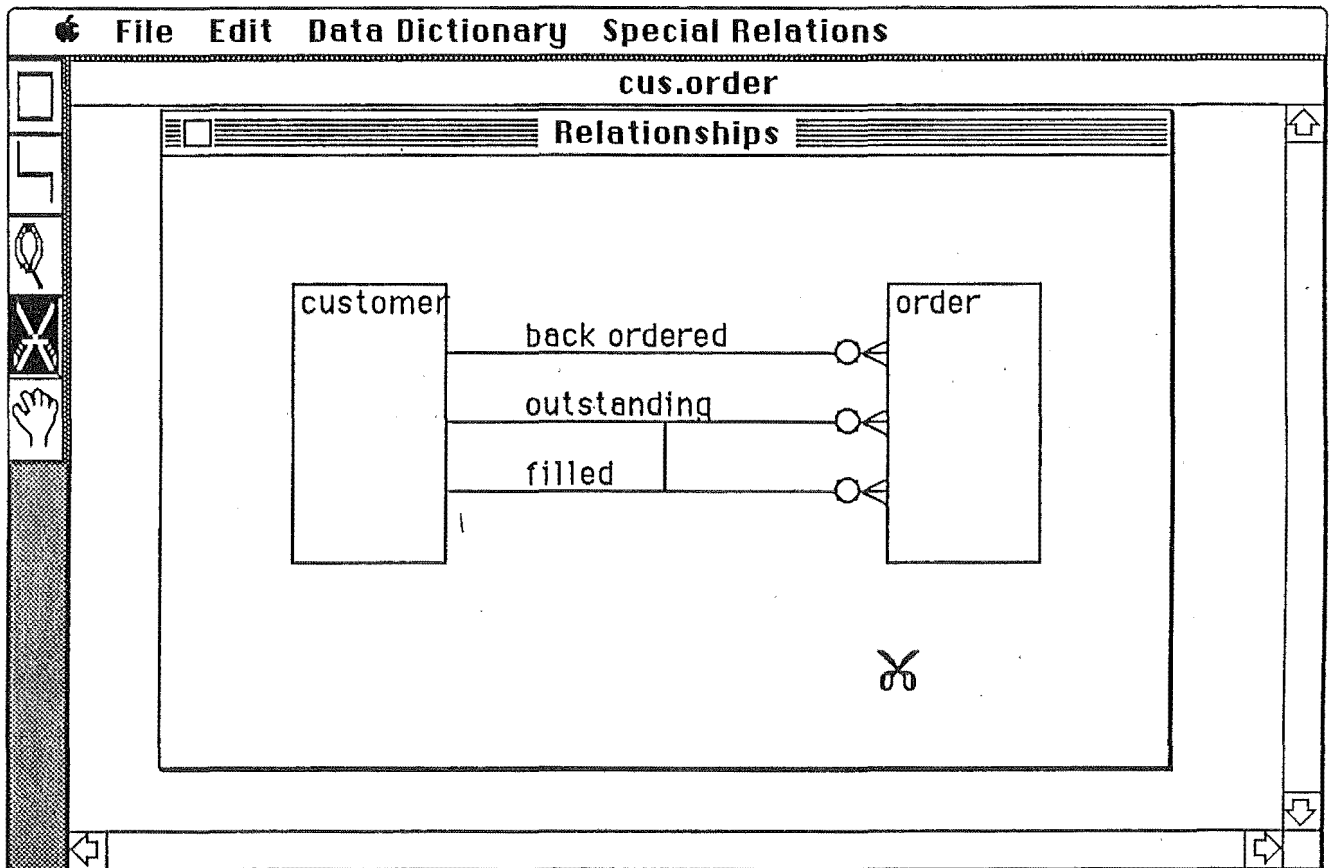 File Edit Data Dictionary Special Relations
cus.order
Relationships
customer
order
back ordered
outstanding
filled